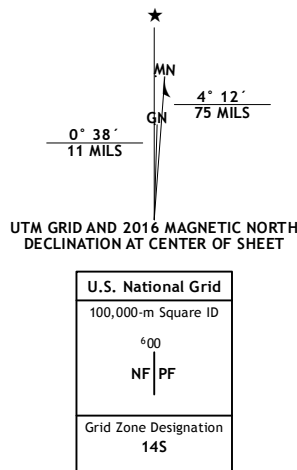 ★
MN
4° 12´
75 MILS
GN
0° 38´
11 MILS
UTM GRID AND 2016 MAGNETIC NORTH
DECLINATION AT CENTER OF SHEET
U.S. National Grid
100,000-m Square ID
⁶00
NF PF
Grid Zone Designation
14S